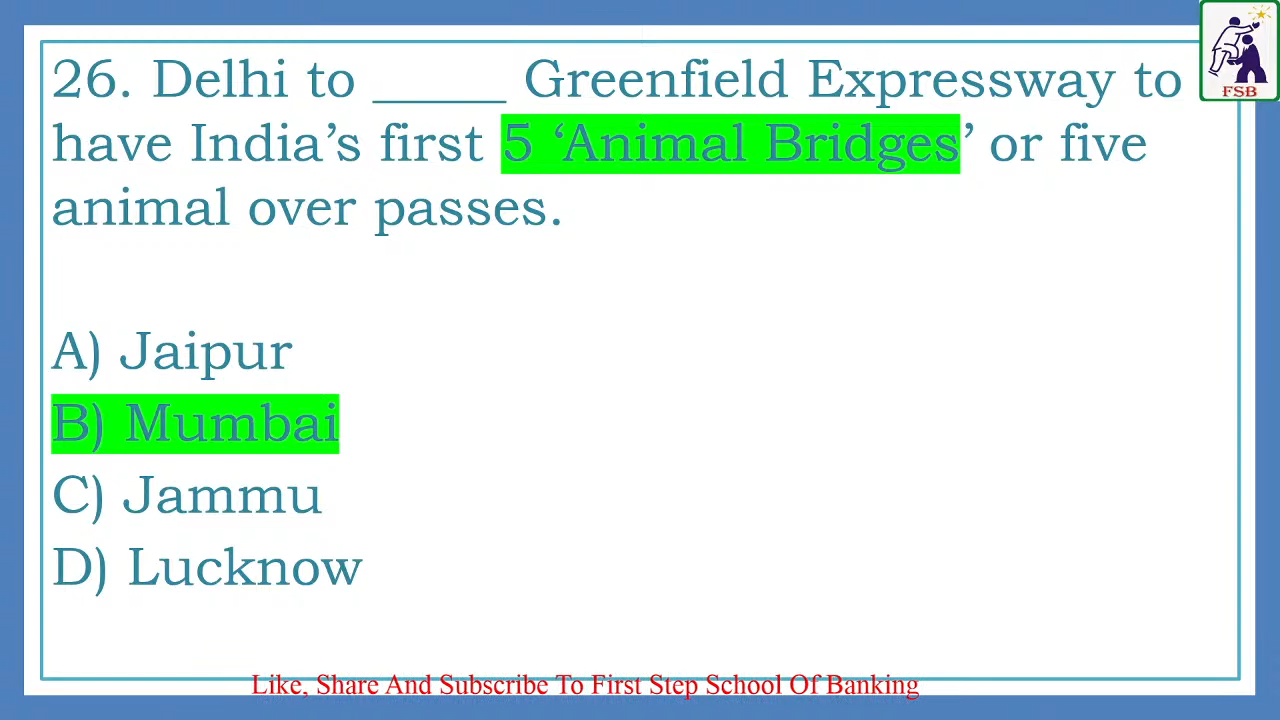 26. Delhi to _____ Greenfield Expressway to
have India’s first 5 ‘Animal Bridges’ or five
animal over passes.
A) Jaipur
B) Mumbai
C) Jammu
D) Lucknow
Like, Share And Subscribe To First Step School Of Banking
FSB